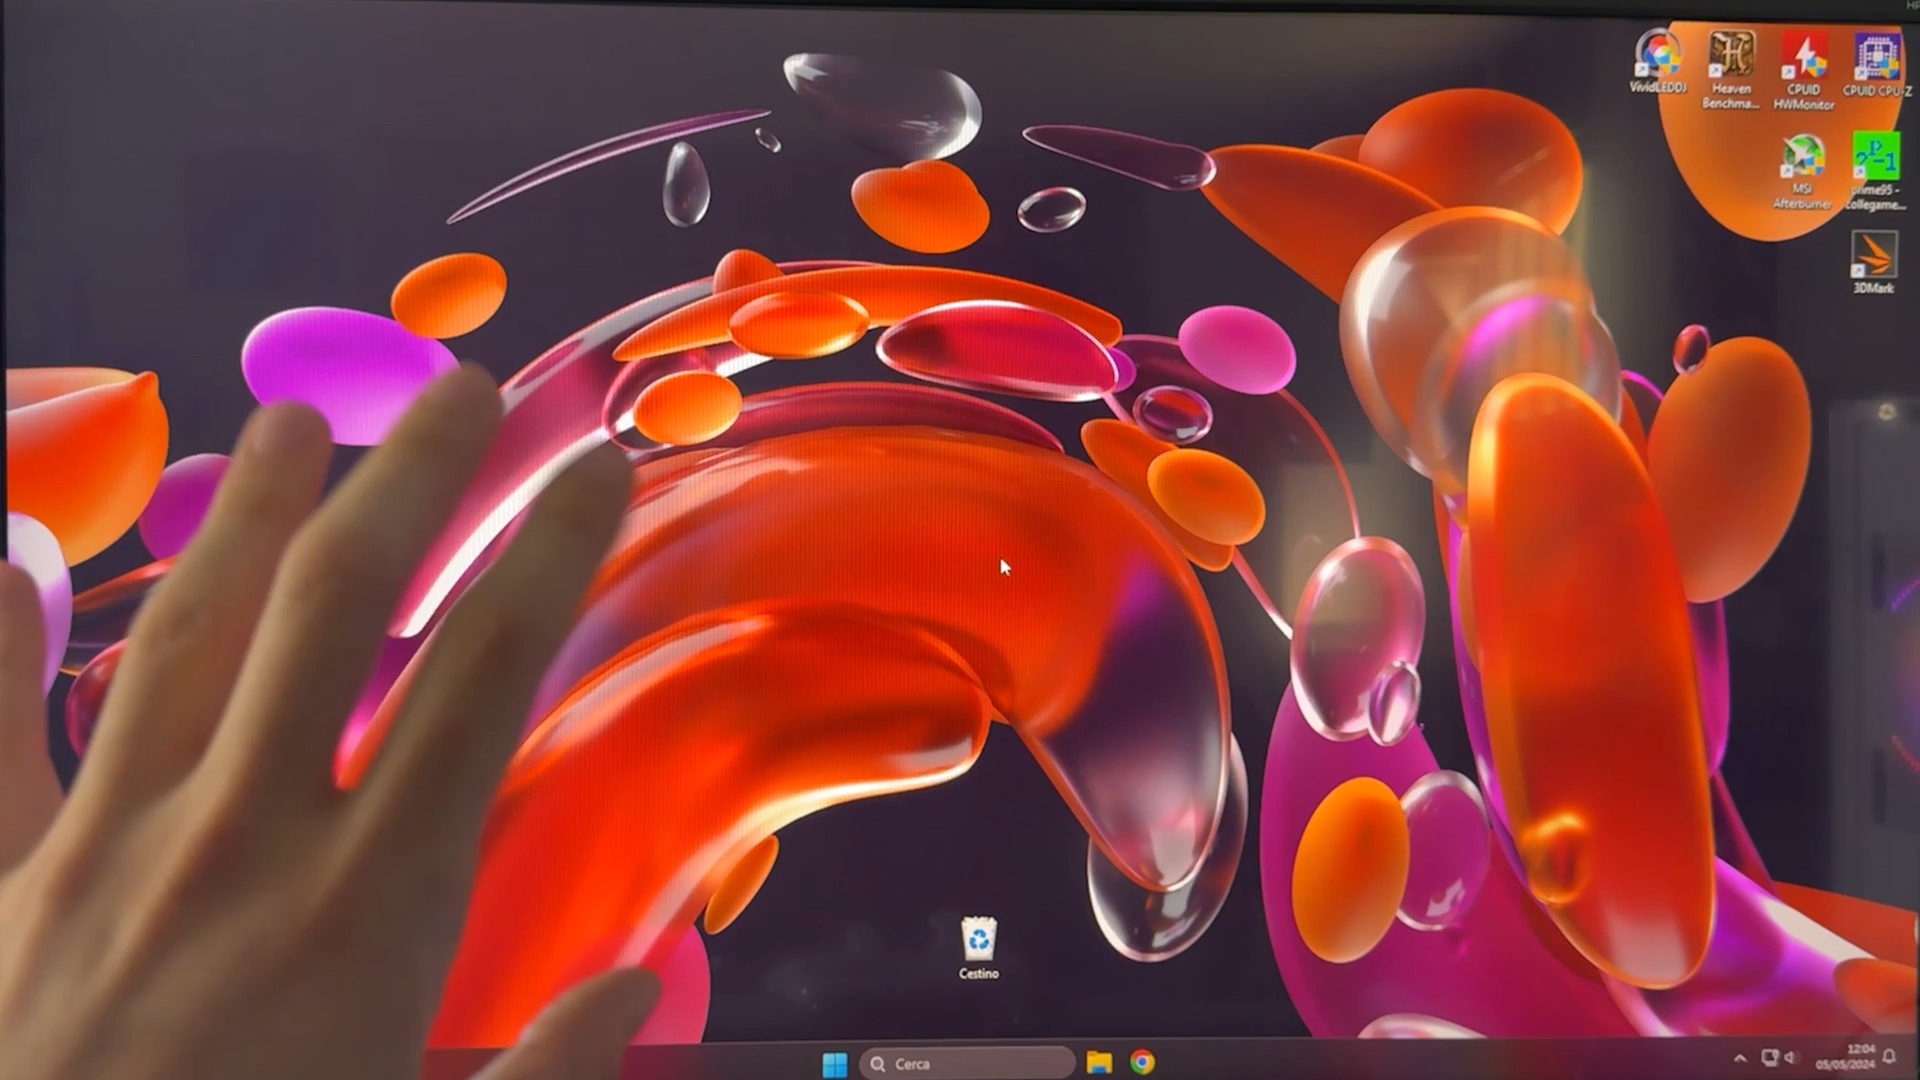 HP
VividLEDDJ
Heaven
Benchma...
CPUID
HWMonitor
CPUID CPU-Z
MSI
Afterburner
prime95 -
collegame...
3DMark
Cestino
Cerca
12:04
05/05/2024